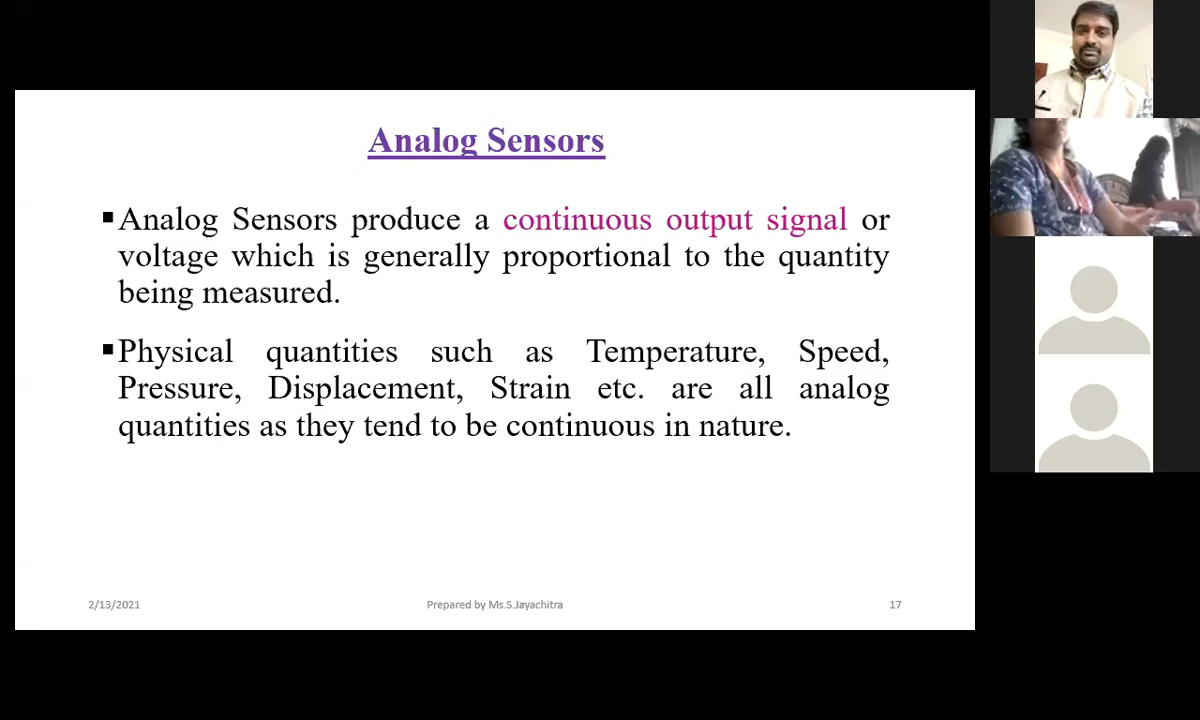 Analog Sensors
▪Analog Sensors produce a continuous output signal or
voltage which is generally proportional to the quantity
being measured.
▪Physical quantities such as Temperature, Speed,
Pressure, Displacement, Strain etc. are all analog
quantities as they tend to be continuous in nature.
2/13/2021 Prepared by Ms.S.Jayachitra 17